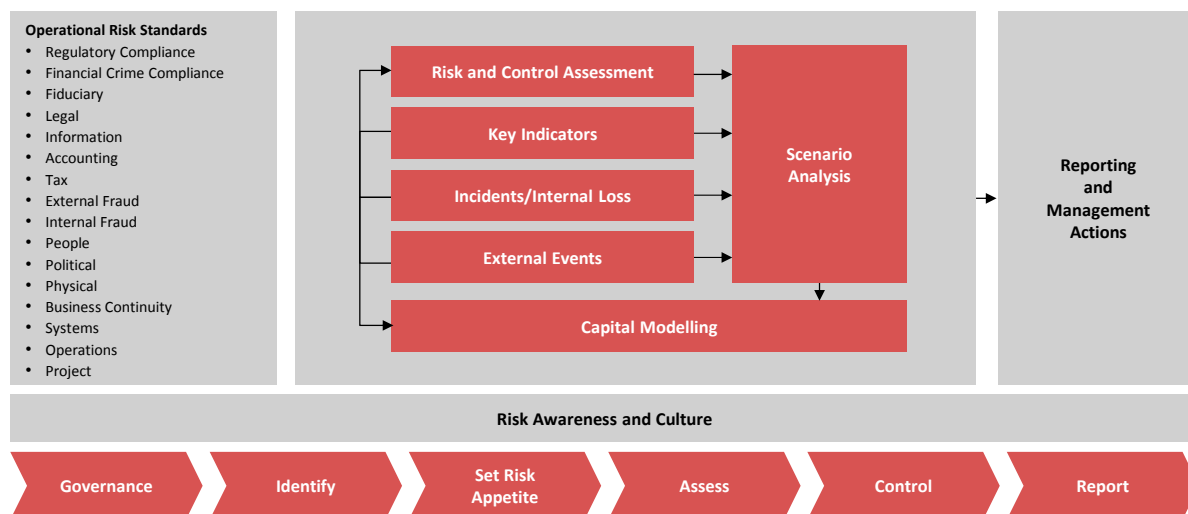 Operational Risk Standards
• Regulatory Compliance
• Financial Crime Compliance
• Fiduciary
• Legal
• Information
• Accounting
• Tax
• External Fraud
• Internal Fraud
• People
• Political
• Physical
• Business Continuity
• Systems
• Operations
• Project
Risk and Control Assessment
Key Indicators
Incidents/Internal Loss
External Events
Scenario
Analysis
Capital Modelling
Reporting
and
Management
Actions
Risk Awareness and Culture
Governance
Identify
Set Risk
Appetite
Assess
Control
Report